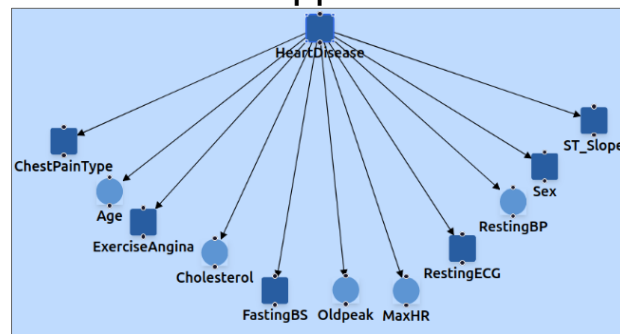 HeartDisease
ST_Slope
ChestPainType
Sex
Age
RestingBP
ExerciseAngina
Cholesterol
RestingECG
FastingBS
Oldpeak
MaxHR